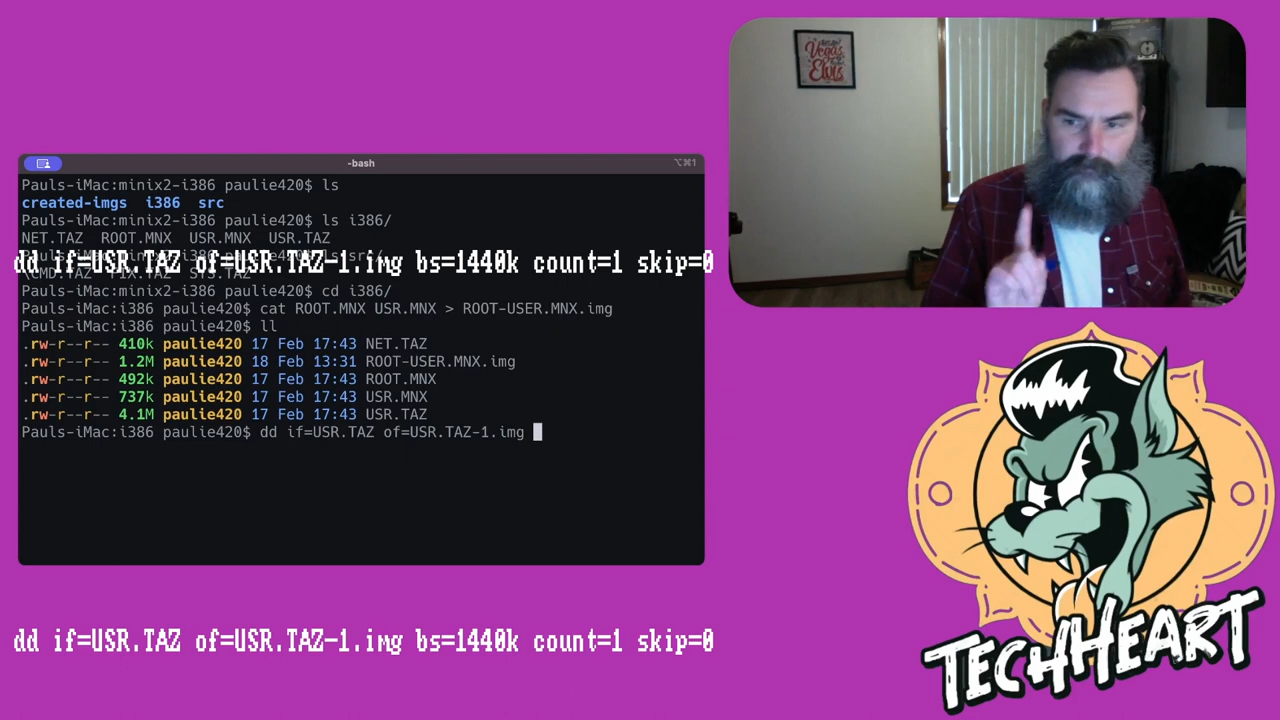 Vegas
Elvis
-bash
⌥⌘1
Pauls-iMac:minix2-i386 paulie420$ ls
created-imgs i386 src
Pauls-iMac:minix2-i386 paulie420$ ls i386/
NET.TAZ ROOT.MNX USR.MNX USR.TAZ
dd if=USR.TAZ of=USR.TAZ-1.img bs=1440k count=1 skip=0
CMD.TAZ FIX.TAZ SYS.TAZ
Pauls-iMac:minix2-i386 paulie420$ cd i386/
Pauls-iMac:i386 paulie420$ cat ROOT.MNX USR.MNX > ROOT-USER.MNX.img
Pauls-iMac:i386 paulie420$ ll
.rw-r--r-- 410k paulie420 17 Feb 17:43 NET.TAZ
.rw-r--r-- 1.2M paulie420 18 Feb 13:31 ROOT-USER.MNX.img
.rw-r--r-- 492k paulie420 17 Feb 17:43 ROOT.MNX
.rw-r--r-- 737k paulie420 17 Feb 17:43 USR.MNX
.rw-r--r-- 4.1M paulie420 17 Feb 17:43 USR.TAZ
Pauls-iMac:i386 paulie420$ dd if=USR.TAZ of=USR.TAZ-1.img
dd if=USR.TAZ of=USR.TAZ-1.img bs=1440k count=1 skip=0
TECHHEART